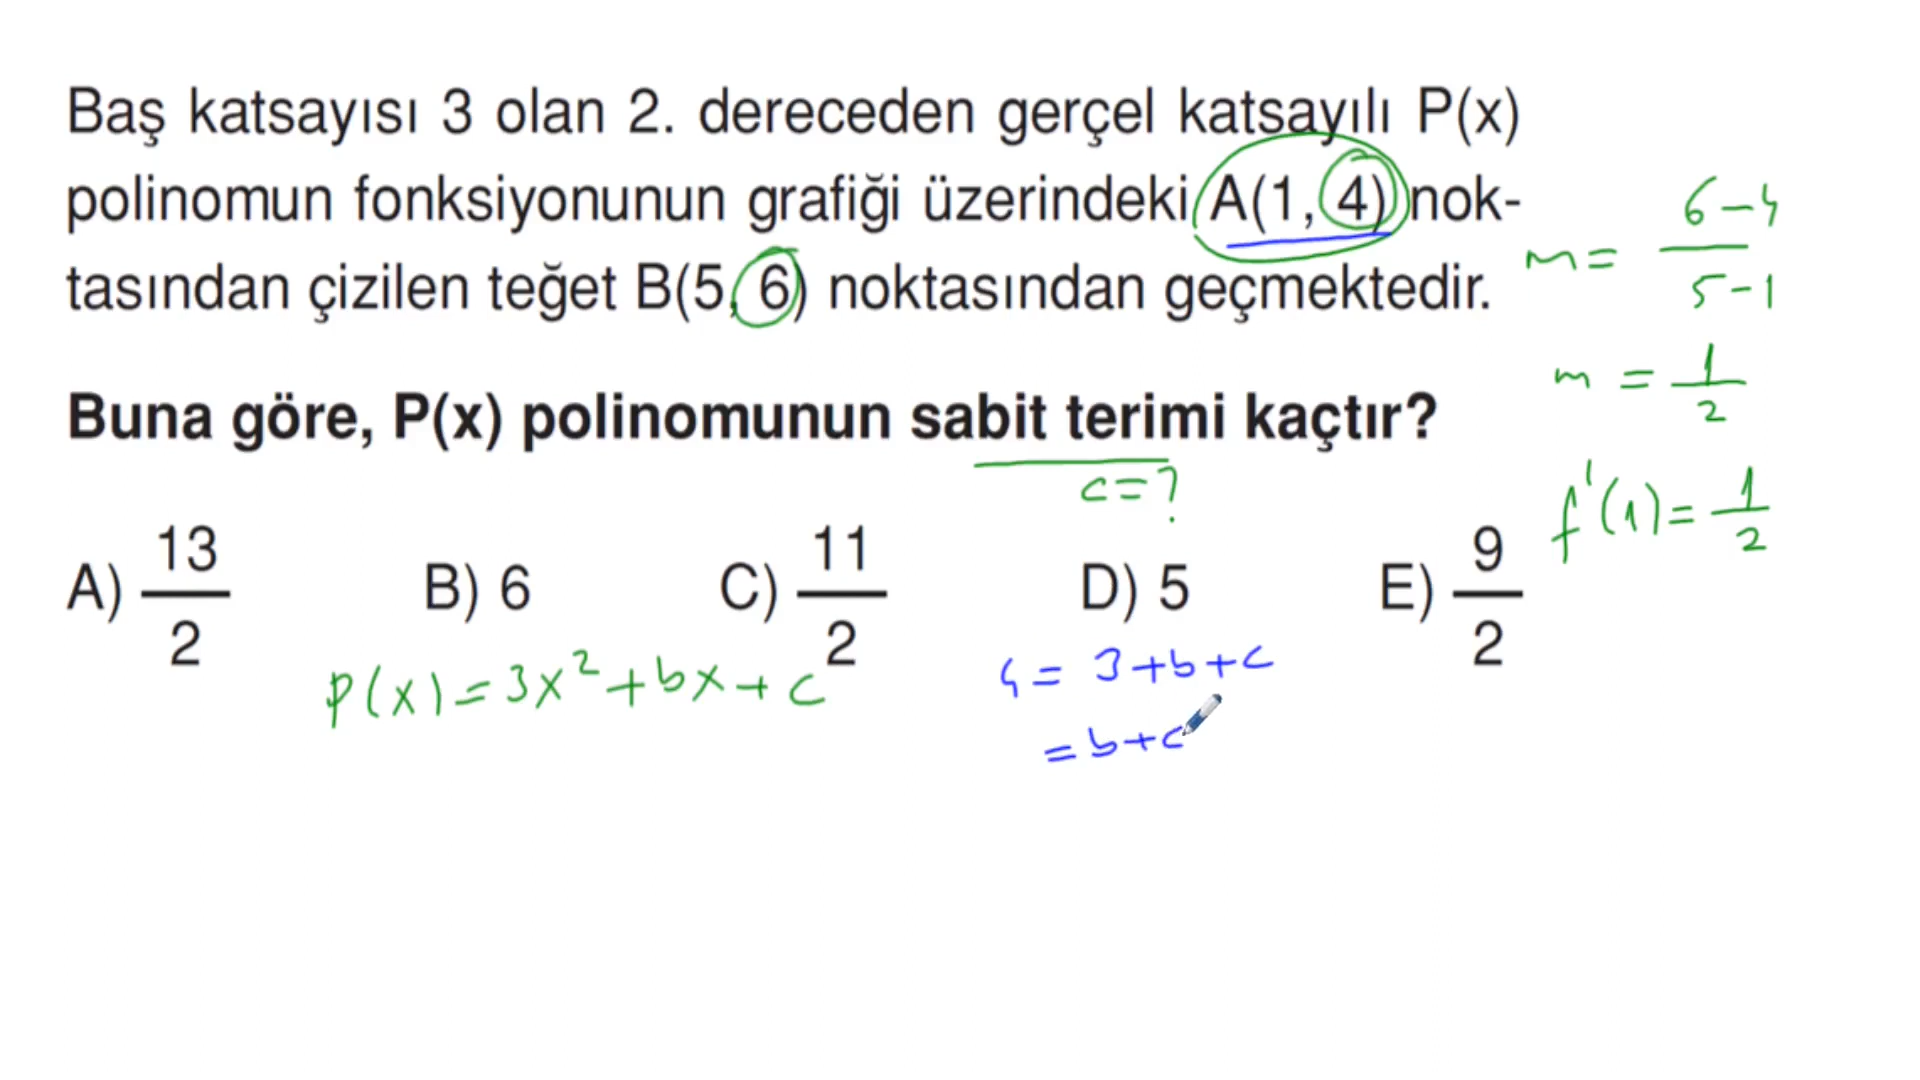 Baş katsayısı 3 olan 2. dereceden gerçel katsayılı P(x)
polinomun fonksiyonunun grafiği üzerindeki A(1, 4) nok-
tasından çizilen teğet B(5, 6) noktasından geçmektedir.
m = 6-4 / 5-1
m = 1/2
Buna göre, P(x) polinomunun sabit terimi kaçtır?
c=?
f'(1) = 1/2
A) 13/2 B) 6 C) 11/2 D) 5 E) 9/2
P(x) = 3x² + bx + c
4 = 3+b+c
= b+c